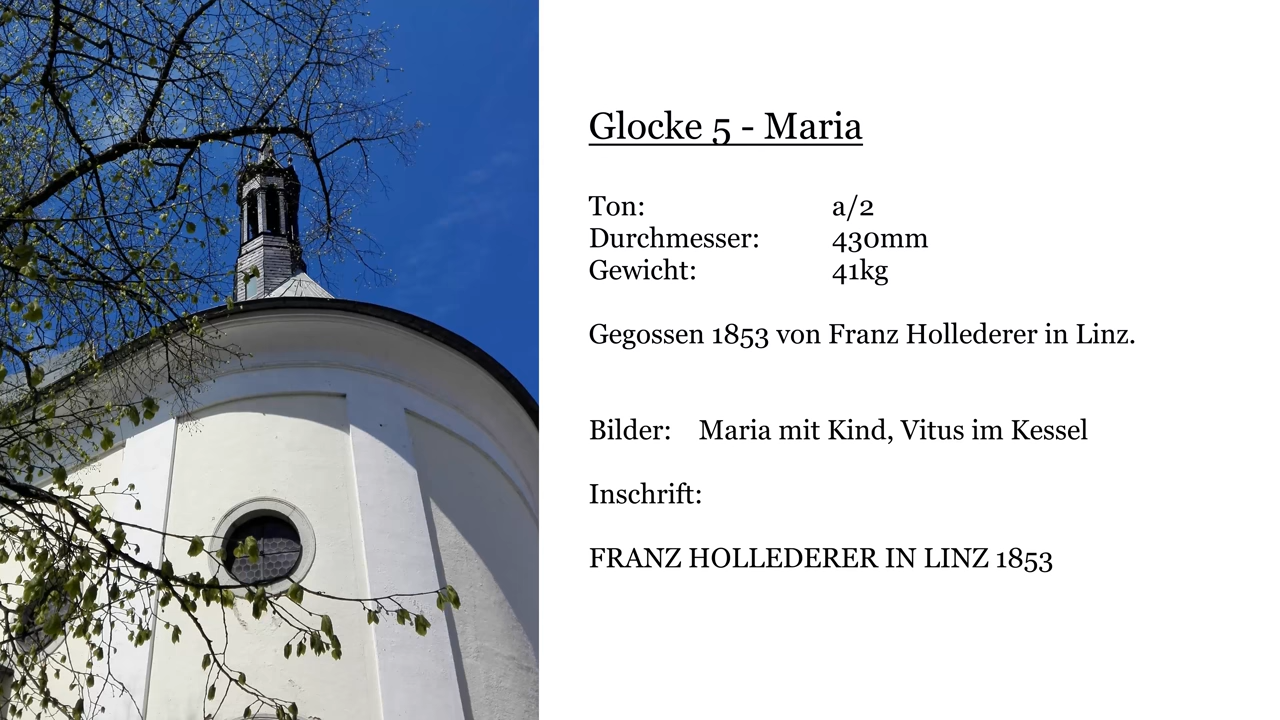 Glocke 5 - Maria
Ton: a/2
Durchmesser: 430mm
Gewicht: 41kg
Gegossen 1853 von Franz Hollederer in Linz.
Bilder: Maria mit Kind, Vitus im Kessel
Inschrift:
FRANZ HOLLEDERER IN LINZ 1853